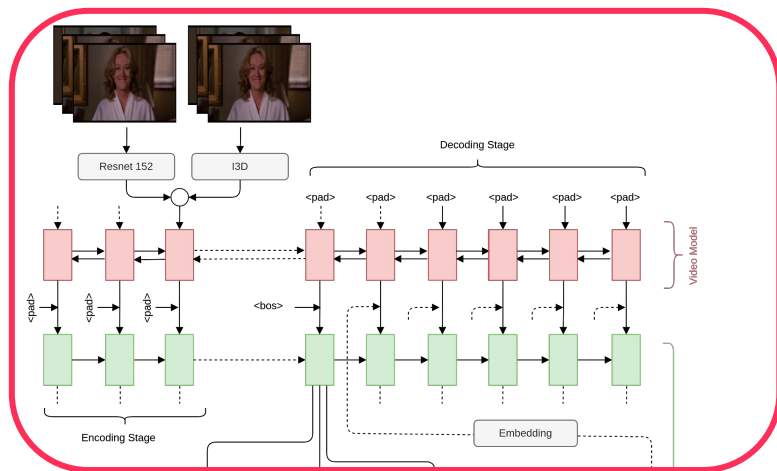 Resnet 152
I3D
Decoding Stage
<pad>
<pad>
<pad>
<pad>
<pad>
<pad>
Video Model
<pad>
<pad>
<pad>
<bos>
Encoding Stage
Embedding